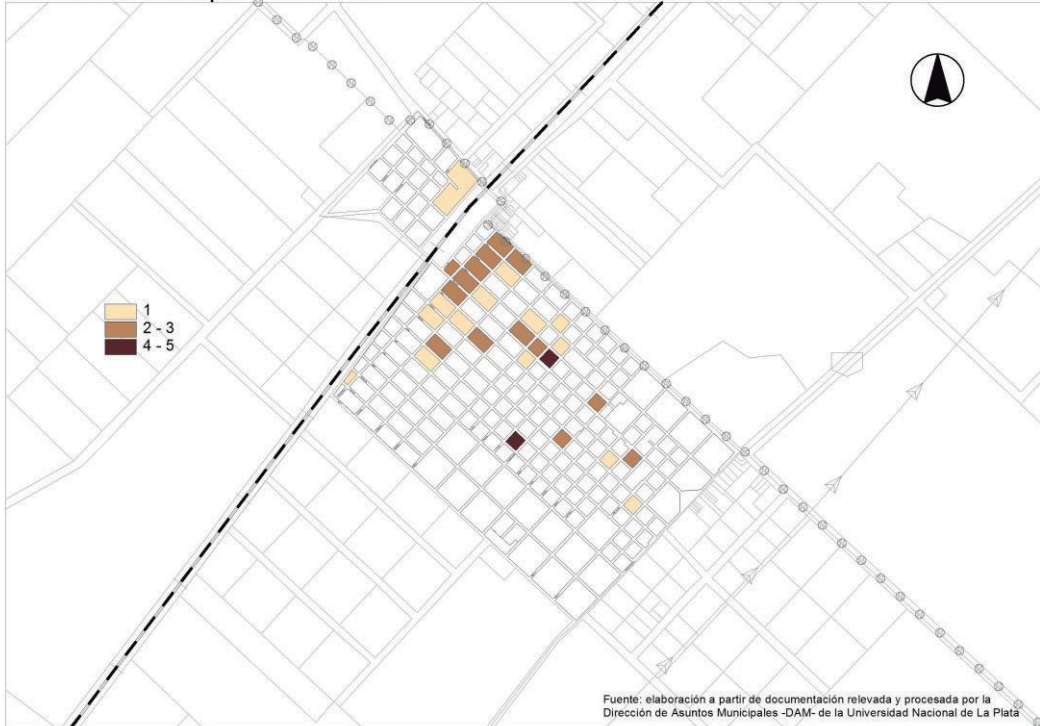 1
2 - 3
4 - 5
Fuente: elaboración a partir de documentación relevada y procesada por la
Dirección de Asuntos Municipales -DAM- de la Universidad Nacional de La Plata